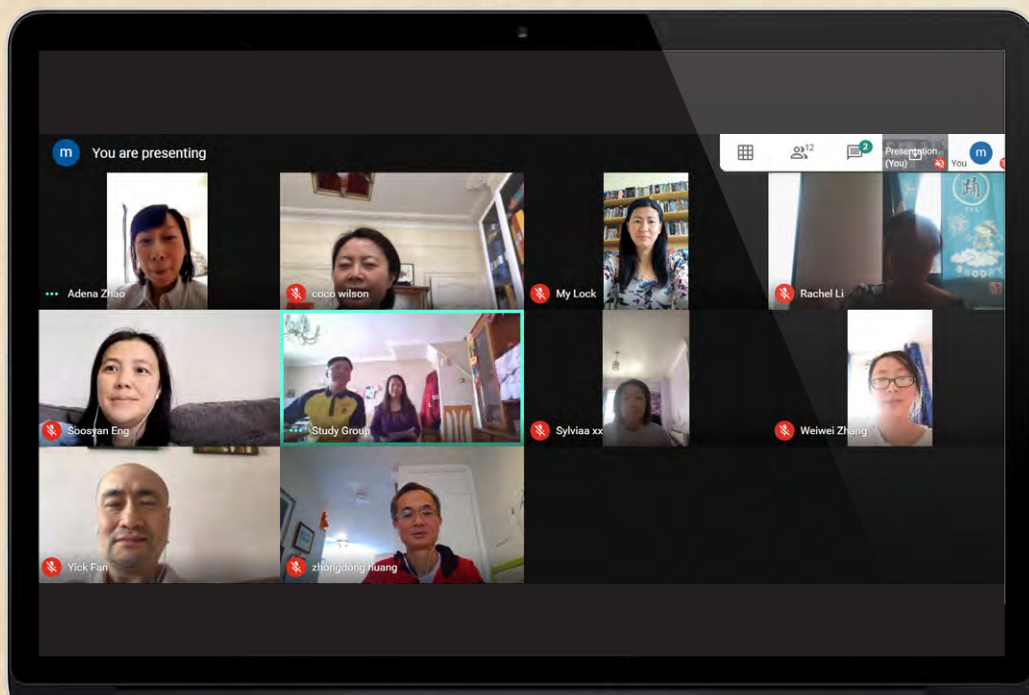 m You are presenting
12
2
Presentation
(You)
You
m
Adena Zhao
coco wilson
My Lock
Rachel Li
踊
Soosyan Eng
Study Group
Sylviaa xx
Weiwei Zhang
Yick Fan
zhongdong huang